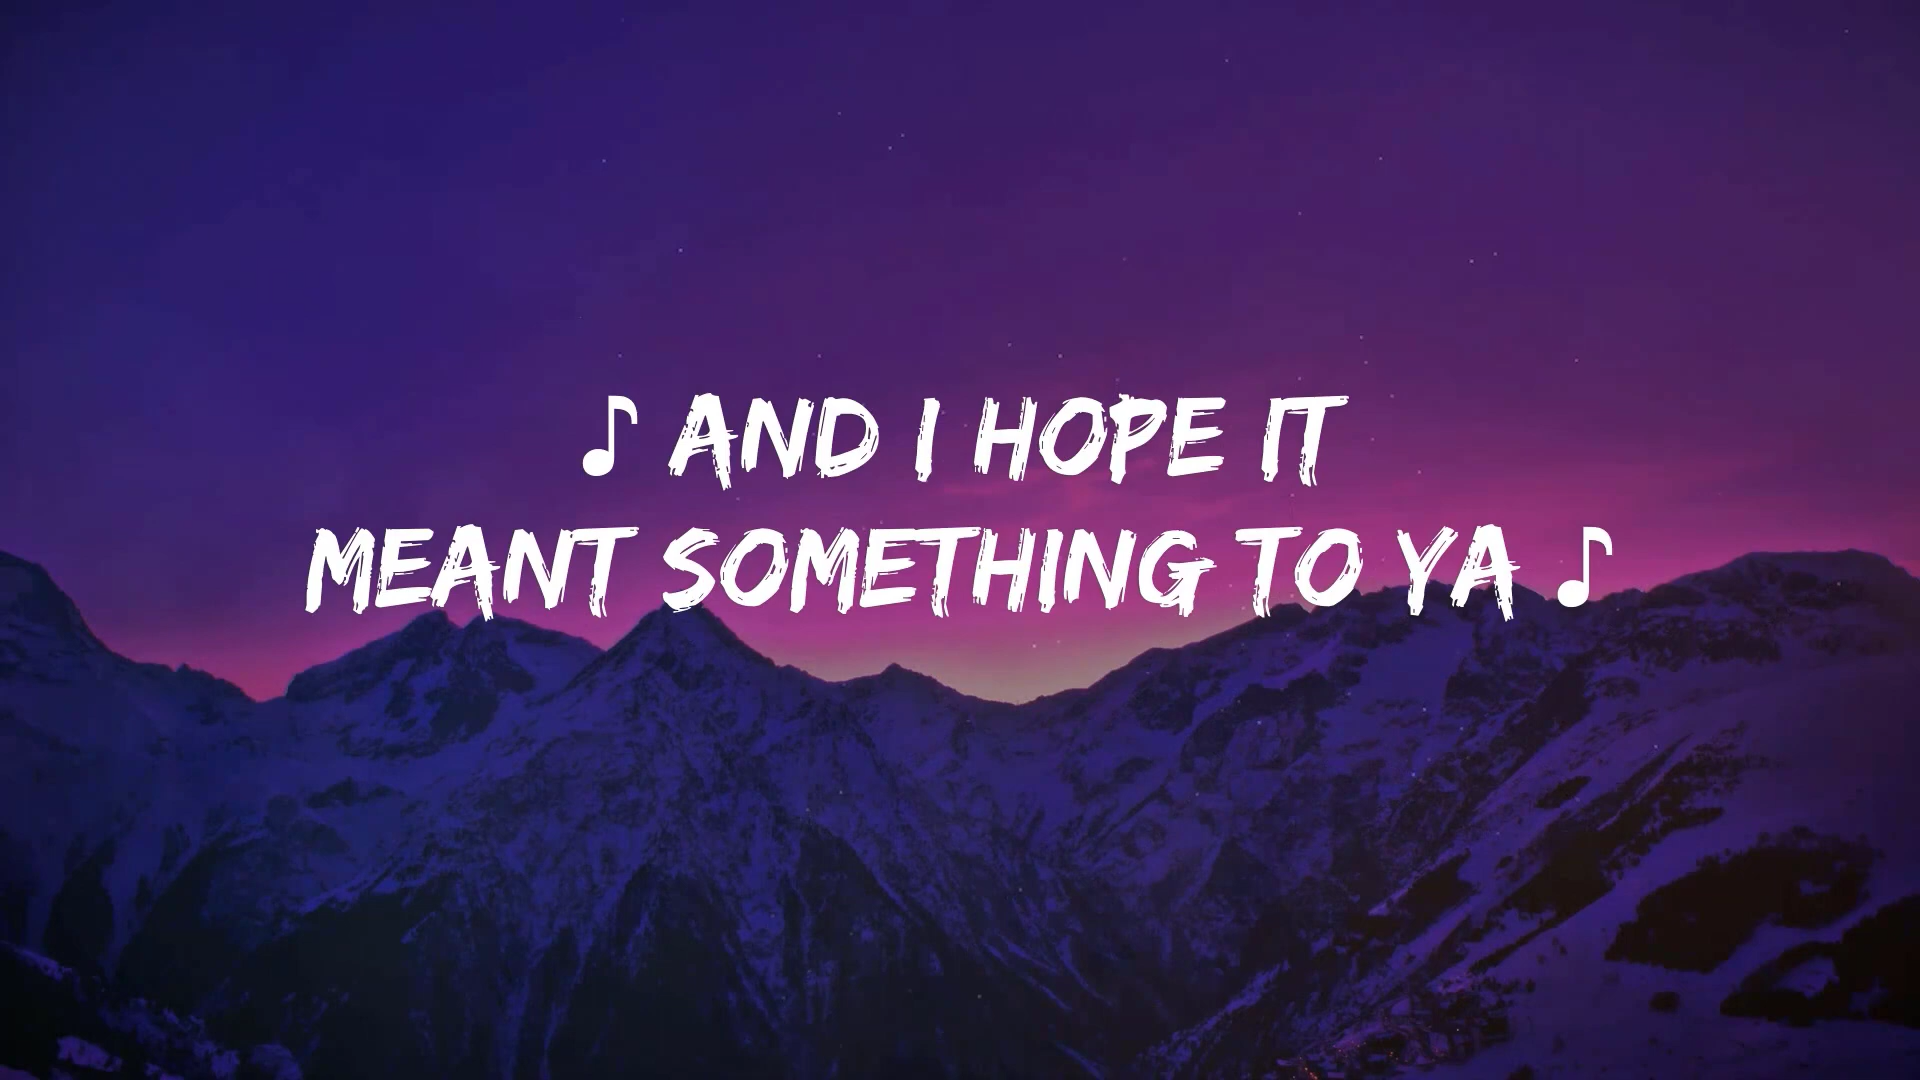 ♪ AND I HOPE IT
MEANT SOMETHING TO YA ♪